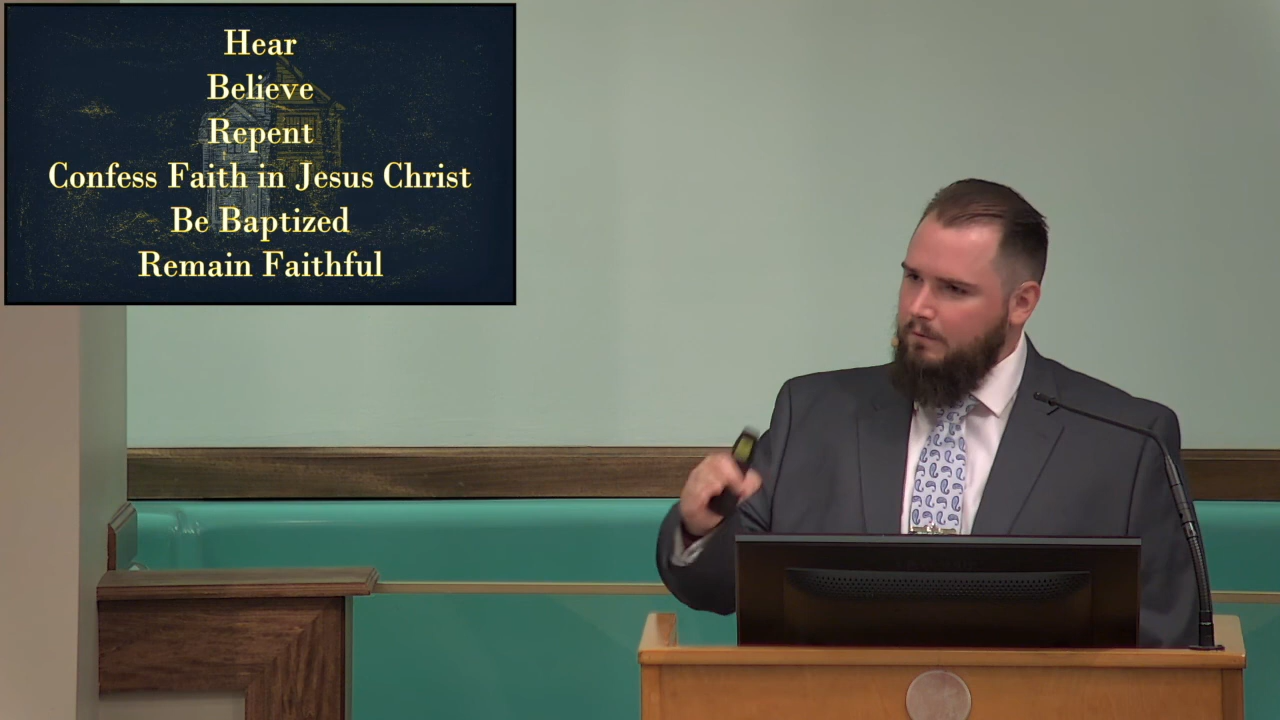 Hear
Believe
Repent
Confess Faith in Jesus Christ
Be Baptized
Remain Faithful